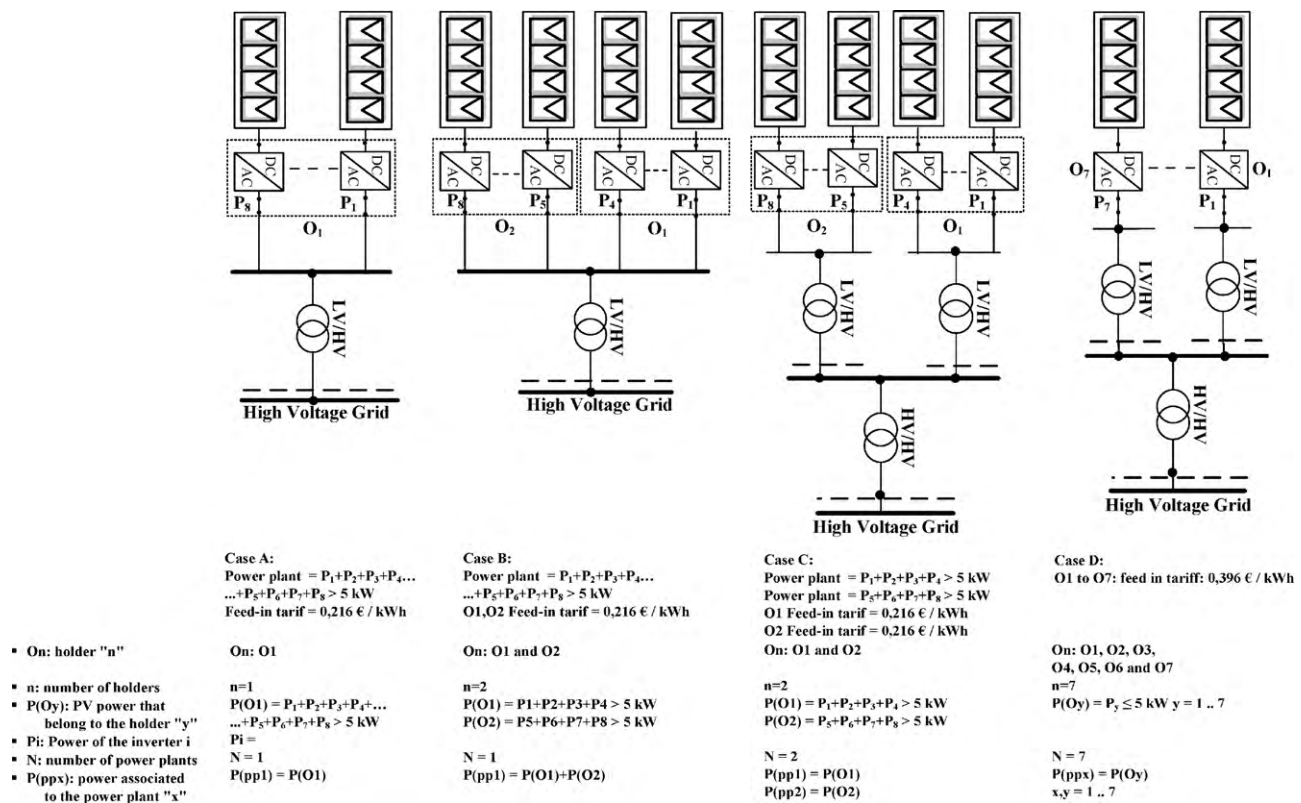 DC
AC
DC
AC
DC
AC
DC
AC
DC
AC
DC
AC
DC
AC
DC
AC
DC
AC
DC
AC
DC
AC
DC
AC
O7
O1
P8
P1
P8
P5
P4
P1
P8
P5
P4
P1
P7
P1
O1
O2
O1
O2
O1
LV/HV
LV/HV
LV/HV
LV/HV
LV/HV
LV/HV
High Voltage Grid
High Voltage Grid
HV/HV
HV/HV
High Voltage Grid
High Voltage Grid
Case A:
Power plant = P1+P2+P3+P4…
...+P5+P6+P7+P8 > 5 kW
Feed-in tarif = 0,216 € / kWh
Case B:
Power plant = P1+P2+P3+P4…
...+P5+P6+P7+P8 > 5 kW
O1,O2 Feed-in tarif = 0,216 € / kWh
Case C:
Power plant = P1+P2+P3+P4 > 5 kW
Power plant = P5+P6+P7+P8 > 5 kW
O1 Feed-in tarif = 0,216 € / kWh
O2 Feed-in tarif = 0,216 € / kWh
Case D:
O1 to O7: feed in tariff: 0,396 € / kWh
▪ On: holder "n"
On: O1
On: O1 and O2
On: O1 and O2
On: O1, O2, O3,
O4, O5, O6 and O7
▪ n: number of holders
n=1
n=2
n=2
n=7
▪ P(Oy): PV power that
belong to the holder "y"
P(O1) = P1+P2+P3+P4+…
...+P5+P6+P7+P8 > 5 kW
P(O1) = P1+P2+P3+P4 > 5 kW
P(O2) = P5+P6+P7+P8 > 5 kW
P(O1) = P1+P2+P3+P4 > 5 kW
P(O2) = P5+P6+P7+P8 > 5 kW
P(Oy) = Py ≤ 5 kW y = 1 .. 7
▪ Pi: Power of the inverter i
Pi =
▪ N: number of power plants
N = 1
N = 1
N = 2
N = 7
▪ P(ppx): power associated
to the power plant "x"
P(pp1) = P(O1)
P(pp1) = P(O1)+P(O2)
P(pp1) = P(O1)
P(pp2) = P(O2)
P(ppx) = P(Oy)
x,y = 1 .. 7